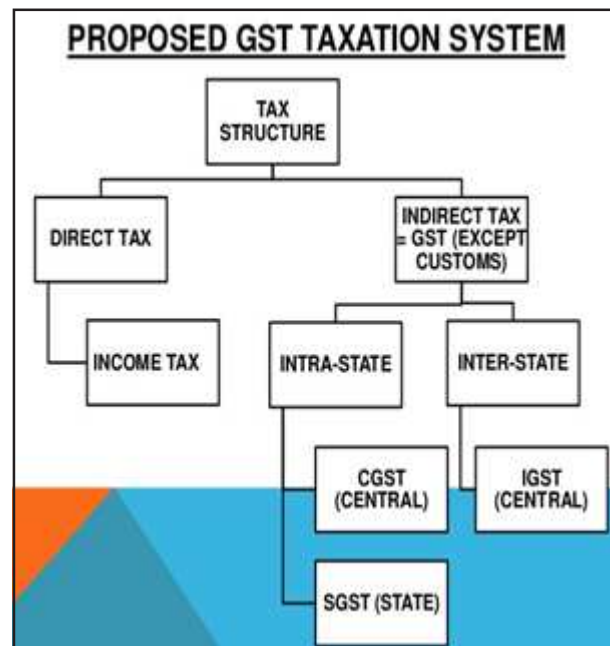 PROPOSED GST TAXATION SYSTEM
TAX
STRUCTURE
DIRECT TAX
INDIRECT TAX
= GST (EXCEPT
CUSTOMS)
INCOME TAX
INTRA-STATE
INTER-STATE
CGST
(CENTRAL)
IGST
(CENTRAL)
SGST (STATE)